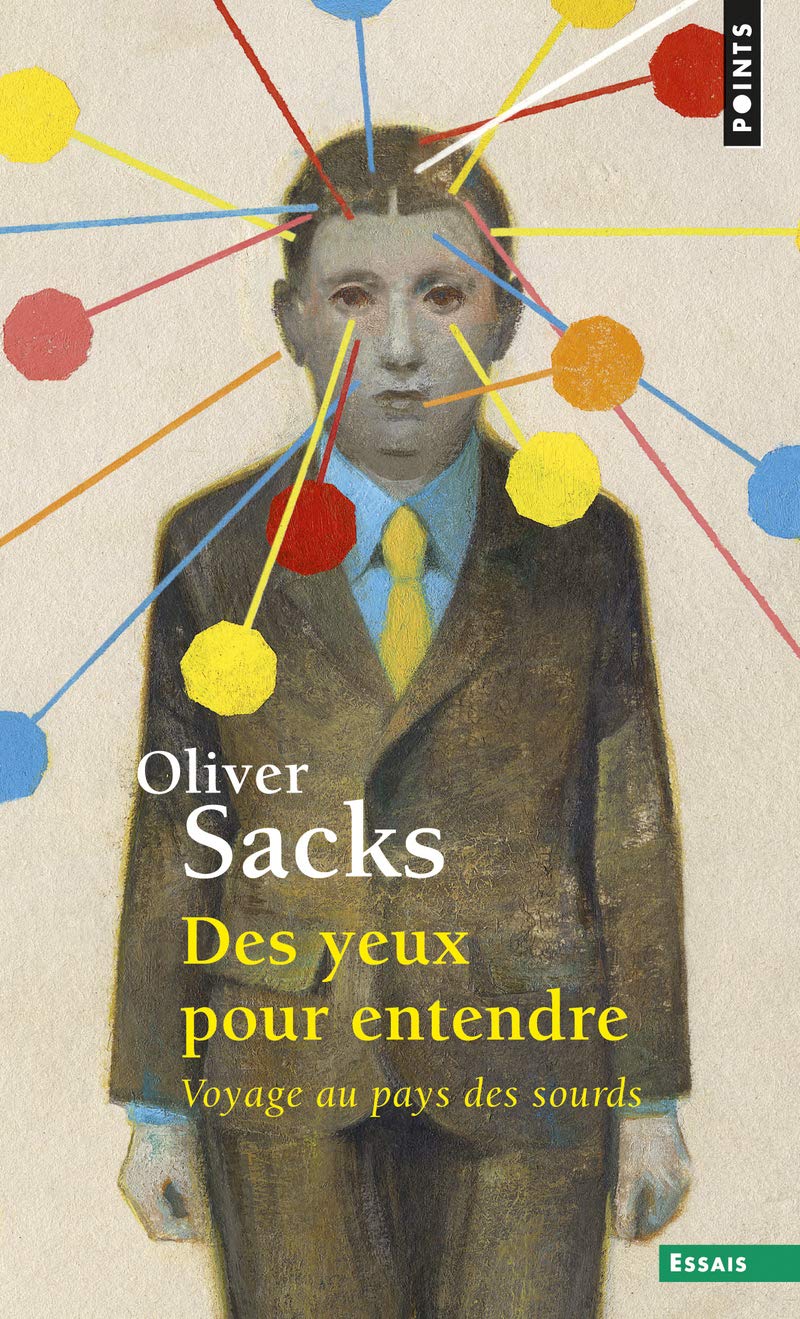 POINTS
Oliver
Sacks
Des yeux
pour entendre
Voyage au pays des sourds
ESSAIS